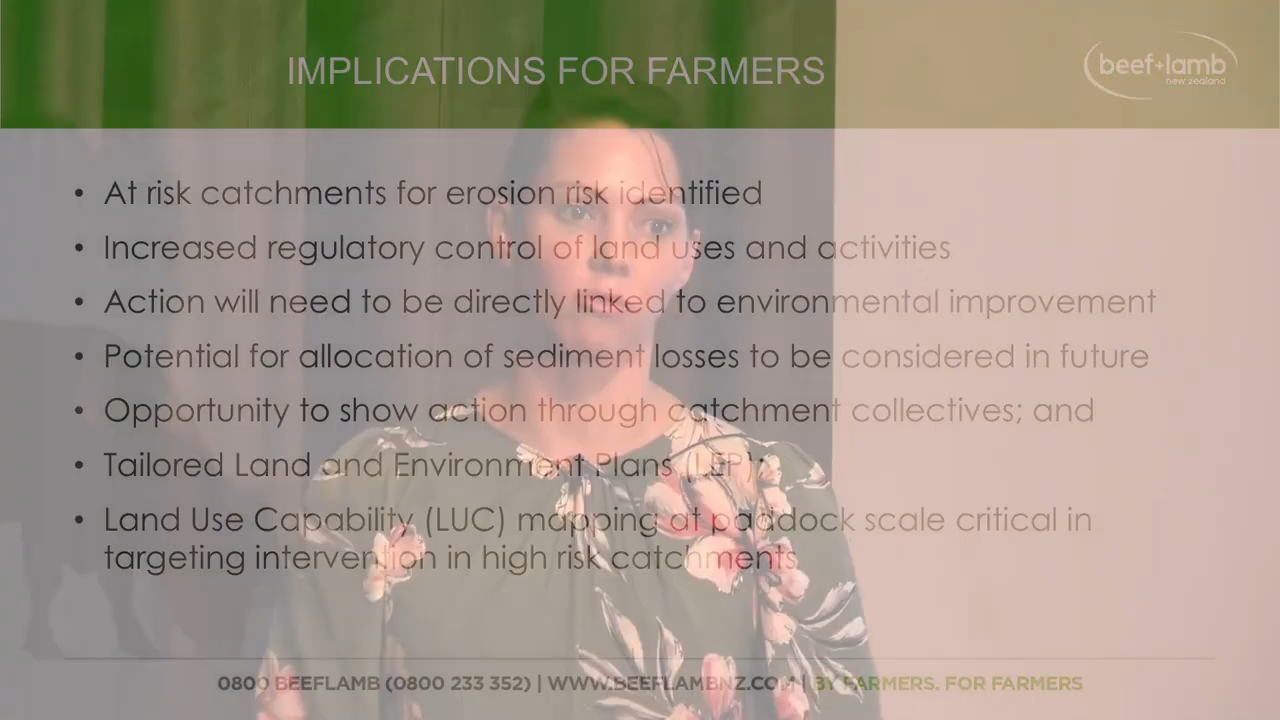 IMPLICATIONS FOR FARMERS
beef+lamb
new zealand
• At risk catchments for erosion risk identified
• Increased regulatory control of land uses and activities
• Action will need to be directly linked to environmental improvement
• Potential for allocation of sediment losses to be considered in future
• Opportunity to show action through catchment collectives; and
• Tailored Land and Environment Plans (LEP);
• Land Use Capability (LUC) mapping at paddock scale critical in
targeting intervention in high risk catchments
0800 BEEFLAMB (0800 233 352) | WWW.BEEFLAMBNZ.COM | BY FARMERS. FOR FARMERS